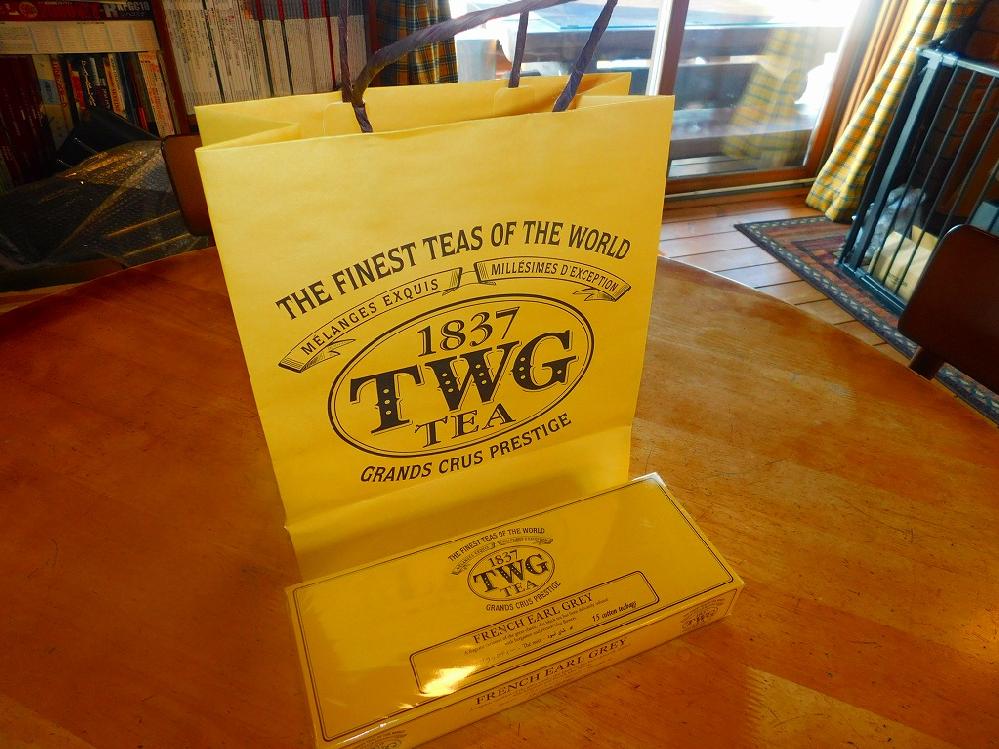 THE FINEST TEAS OF THE WORLD
MÉLANGES EXQUIS MILLÉSIMES D'EXCEPTION
1837
TWG
TEA
GRANDS CRUS PRESTIGE
THE FINEST TEAS OF THE WORLD
1837
TWG
TEA
GRANDS CRUS PRESTIGE
FRENCH EARL GREY
15 cotton teabags
FRENCH EARL GREY